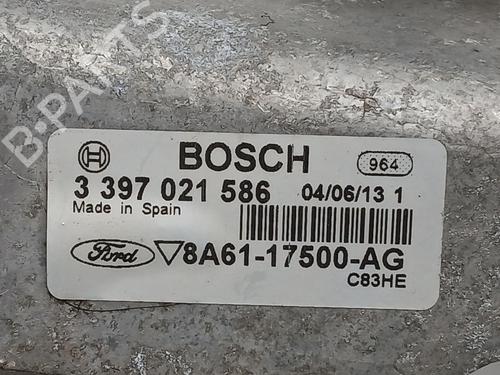 B-PARTS
BOSCH 964
3 397 021 586 04/06/13 1
Made in Spain
Ford 8A61-17500-AG
C83HE